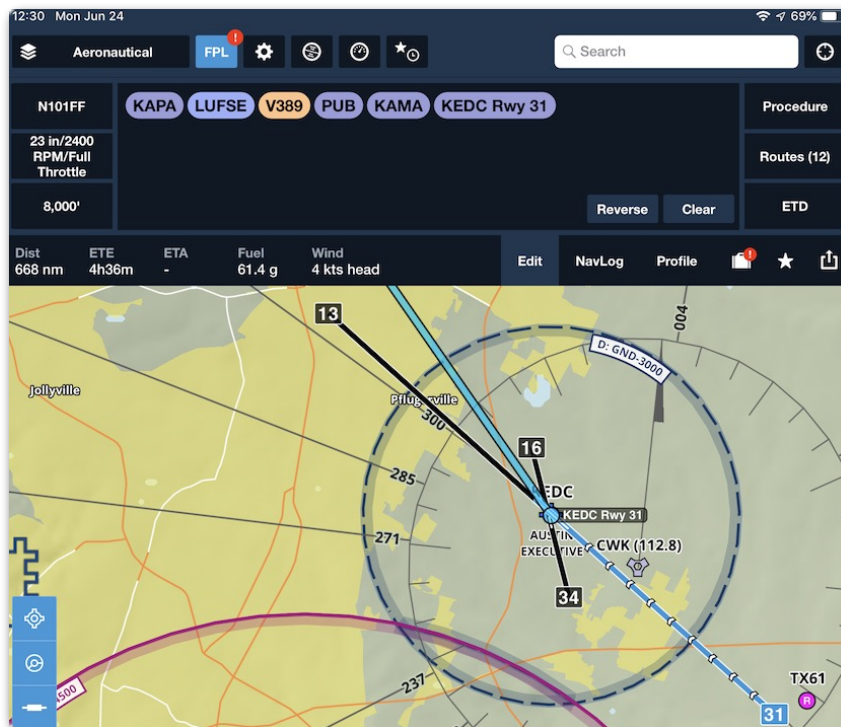 12:30 Mon Jun 24
69%
Aeronautical
FPL
!
Search
N101FF
23 in/2400
RPM/Full
Throttle
8,000'
KAPA LUFSE V389 PUB KAMA KEDC Rwy 31
Procedure
Routes (12)
ETD
Reverse Clear
Dist ETE ETA Fuel Wind
668 nm 4h36m - 61.4 g 4 kts head
Edit NavLog Profile
!
13
004
D: GND-3000
Jollyville
Pflugerville
300
16
285
KEDC Rwy 31
271
AUSTIN
EXECUTIVE
CWK (112.8)
34
237
TX61
R
31